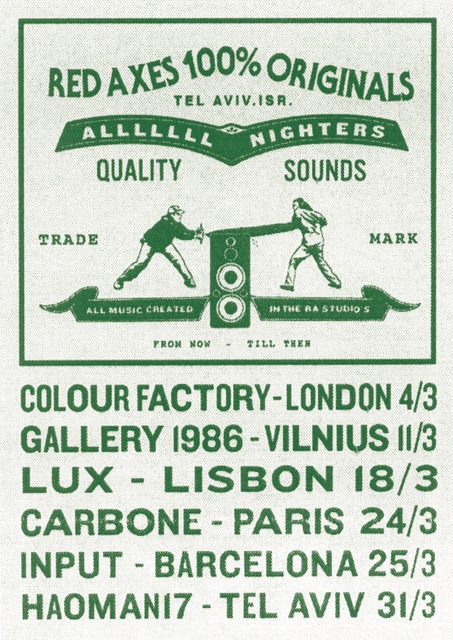 RED AXES 100% ORIGINALS
TEL AVIV.ISR.
ALLLLLLL NIGHTERS
QUALITY SOUNDS
TRADE MARK
ALL MUSIC CREATED IN THE RA STUDIO'S
FROM NOW - TILL THEN
COLOUR FACTORY-LONDON 4/3
GALLERY 1986 - VILNIUS 11/3
LUX - LISBON 18/3
CARBONE - PARIS 24/3
INPUT - BARCELONA 25/3
HAOMAN17 - TEL AVIV 31/3